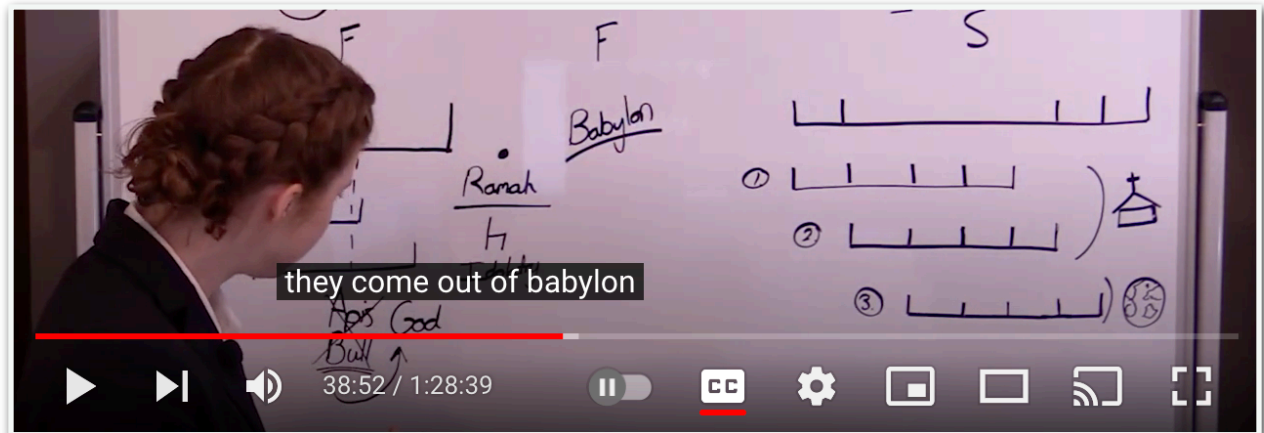 F F S
Babylon
Ramah
①
②
they come out of babylon
③
Apis God
Bull
38:52 / 1:28:39
CC